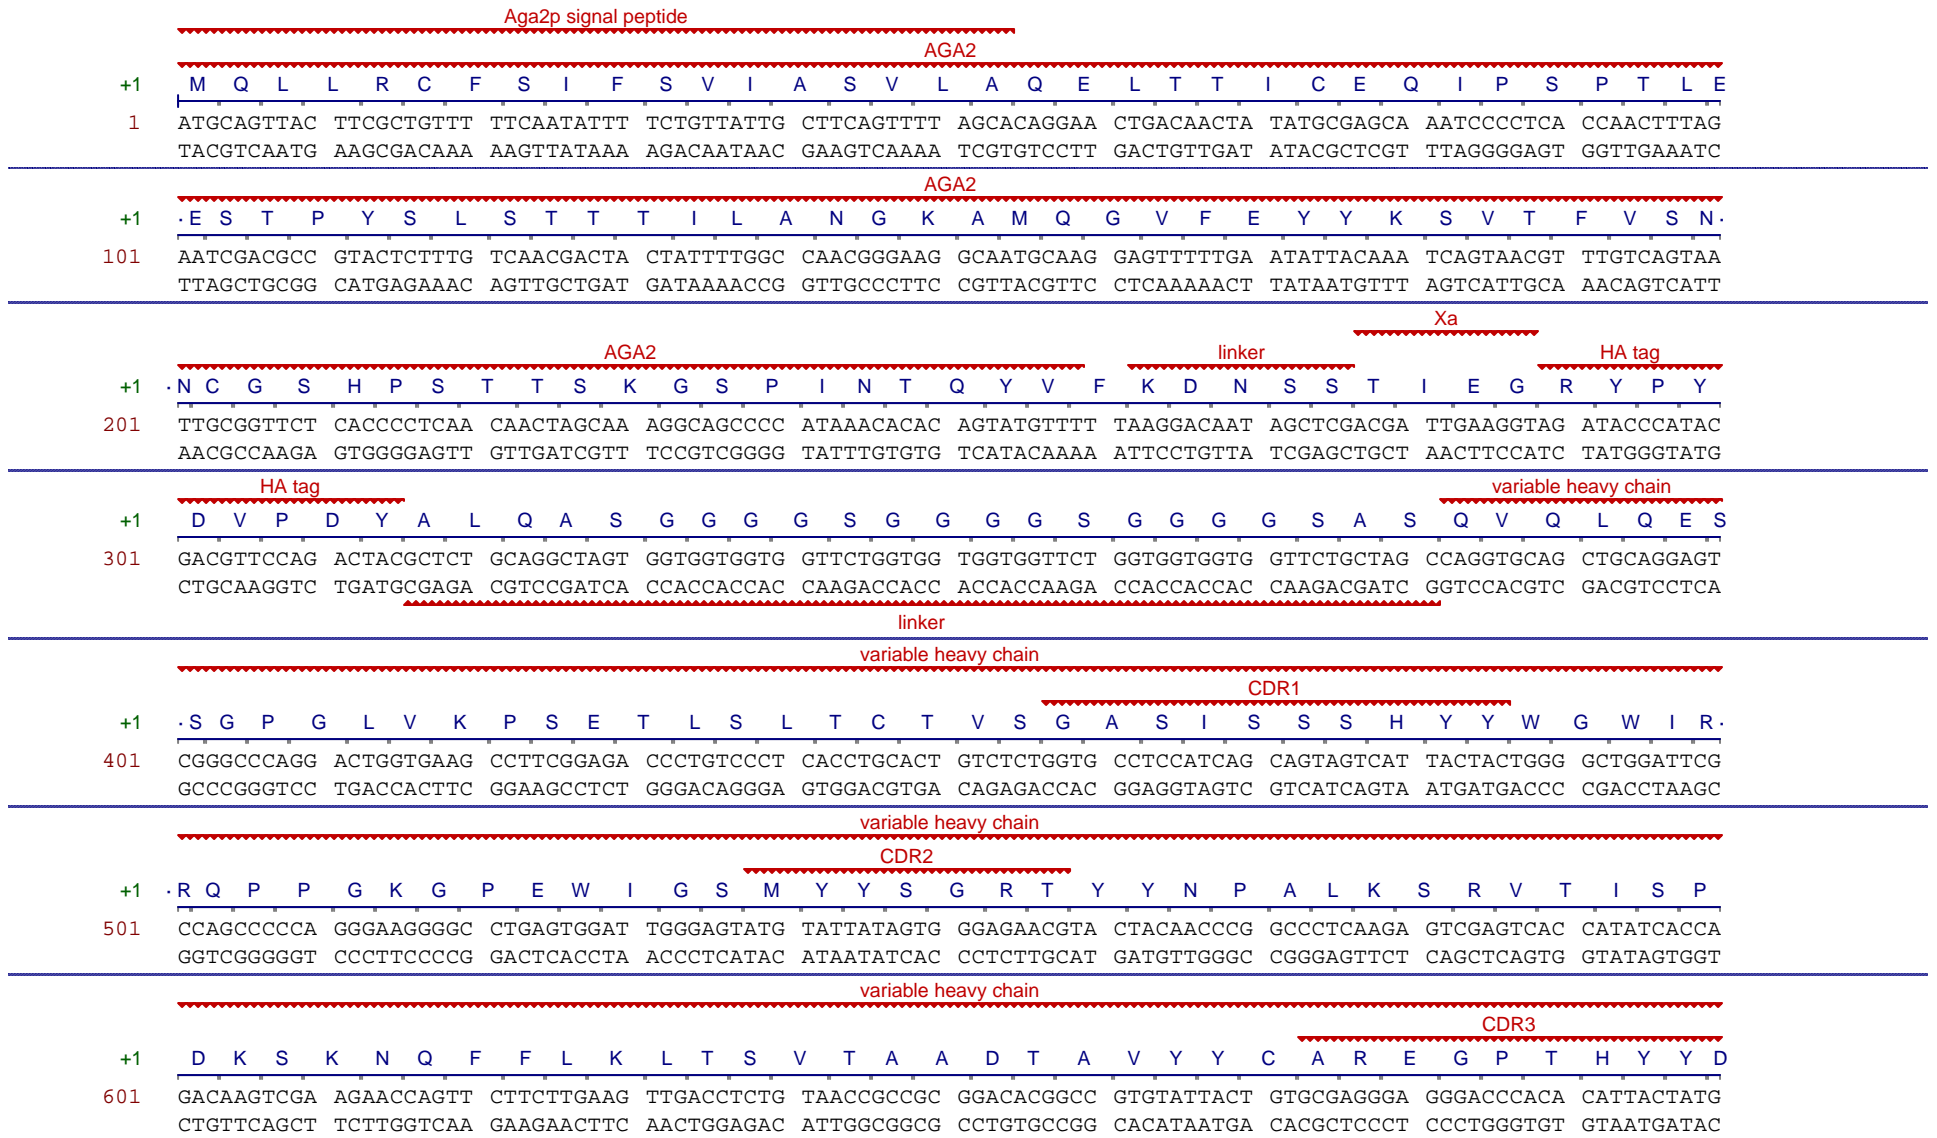 Aga2p signal peptide
AGA2
+1 M Q L L R C F S I F S V I A S V L A Q E L T T I C E Q I P S P T L E
1 ATGCAGTTAC TTCGCTGTTT TTCAATATTT TCTGTTATTG CTTCAGTTTT AGCACAGGAA CTGACAACTA TATGCGAGCA AATCCCCTCA CCAACTTTAG
TACGTCAATG AAGCGACAAA AAGTTATAAA AGACAATAAC GAAGTCAAAA TCGTGTCCTT GACTGTTGAT ATACGCTCGT TTAGGGGAGT GGTTGAAATC
AGA2
+1 ·E S T P Y S L S T T T I L A N G K A M Q G V F E Y Y K S V T F V S N·
101 AATCGACGCC GTACTCTTTG TCAACGACTA CTATTTTGGC CAACGGGAAG GCAATGCAAG GAGTTTTTGA ATATTACAAA TCAGTAACGT TTGTCAGTAA
TTAGCTGCGG CATGAGAAAC AGTTGCTGAT GATAAAACCG GTTGCCCTTC CGTTACGTTC CTCAAAAACT TATAATGTTT AGTCATTGCA AACAGTCATT
Xa
AGA2 linker HA tag
+1 ·N C G S H P S T T S K G S P I N T Q Y V F K D N S S T I E G R Y P Y
201 TTGCGGTTCT CACCCCTCAA CAACTAGCAA AGGCAGCCCC ATAAACACAC AGTATGTTTT TAAGGACAAT AGCTCGACGA TTGAAGGTAG ATACCCATAC
AACGCCAAGA GTGGGGAGTT GTTGATCGTT TCCGTCGGGG TATTTGTGTG TCATACAAAA ATTCCTGTTA TCGAGCTGCT AACTTCCATC TATGGGTATG
HA tag variable heavy chain
+1 D V P D Y A L Q A S G G G G S G G G G S G G G G S A S Q V Q L Q E S
301 GACGTTCCAG ACTACGCTCT GCAGGCTAGT GGTGGTGGTG GTTCTGGTGG TGGTGGTTCT GGTGGTGGTG GTTCTGCTAG CCAGGTGCAG CTGCAGGAGT
CTGCAAGGTC TGATGCGAGA CGTCCGATCA CCACCACCAC CAAGACCACC ACCACCAAGA CCACCACCAC CAAGACGATC GGTCCACGTC GACGTCCTCA
linker
variable heavy chain
CDR1
+1 ·S G P G L V K P S E T L S L T C T V S G A S I S S S H Y Y W G W I R·
401 CGGGCCCAGG ACTGGTGAAG CCTTCGGAGA CCCTGTCCCT CACCTGCACT GTCTCTGGTG CCTCCATCAG CAGTAGTCAT TACTACTGGG GCTGGATTCG
GCCCGGGTCC TGACCACTTC GGAAGCCTCT GGGACAGGGA GTGGACGTGA CAGAGACCAC GGAGGTAGTC GTCATCAGTA ATGATGACCC CGACCTAAGC
variable heavy chain
CDR2
+1 ·R Q P P G K G P E W I G S M Y Y S G R T Y Y N P A L K S R V T I S P
501 CCAGCCCCCA GGGAAGGGGC CTGAGTGGAT TGGGAGTATG TATTATAGTG GGAGAACGTA CTACAACCCG GCCCTCAAGA GTCGAGTCAC CATATCACCA
GGTCGGGGGT CCCTTCCCCG GACTCACCTA ACCCTCATAC ATAATATCAC CCTCTTGCAT GATGTTGGGC CGGGAGTTCT CAGCTCAGTG GTATAGTGGT
variable heavy chain
CDR3
+1 D K S K N Q F F L K L T S V T A A D T A V Y Y C A R E G P T H Y Y D
601 GACAAGTCGA AGAACCAGTT CTTCTTGAAG TTGACCTCTG TAACCGCCGC GGACACGGCC GTGTATTACT GTGCGAGGGA GGGACCCACA CATTACTATG
CTGTTCAGCT TCTTGGTCAA GAAGAACTTC AACTGGAGAC ATTGGCGGCG CCTGTGCCGG CACATAATGA CACGCTCCCT CCCTGGGTGT GTAATGATAC